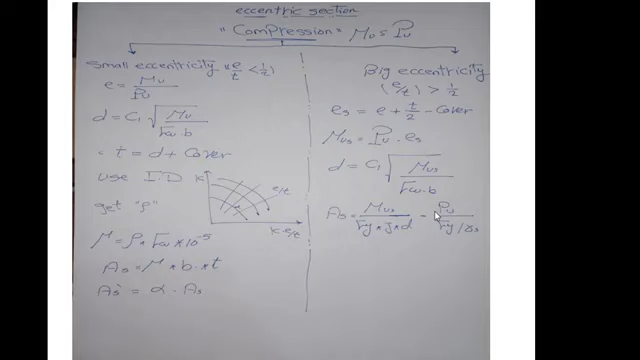 eccentric section
"Compression" Mu & Pu
Small eccentricity "e/t < 1/2)
e = Mu/Pu
d = C1 √(Mu/Fcu·b)
∴ t = d + Cover
use I.D
get "ρ"
K
e/t
K·e/t
μ = ρ * Fcu * 10^-5
As = μ * b * t
As' = α · As
Big eccentricity
(e/t) > 1/2
es = e + t/2 - Cover
Mus = Pu · es
d = C1 √(Mus/Fcu·b)
As = Mus/(Fy * J * d) - Pu/(Fy/γs)